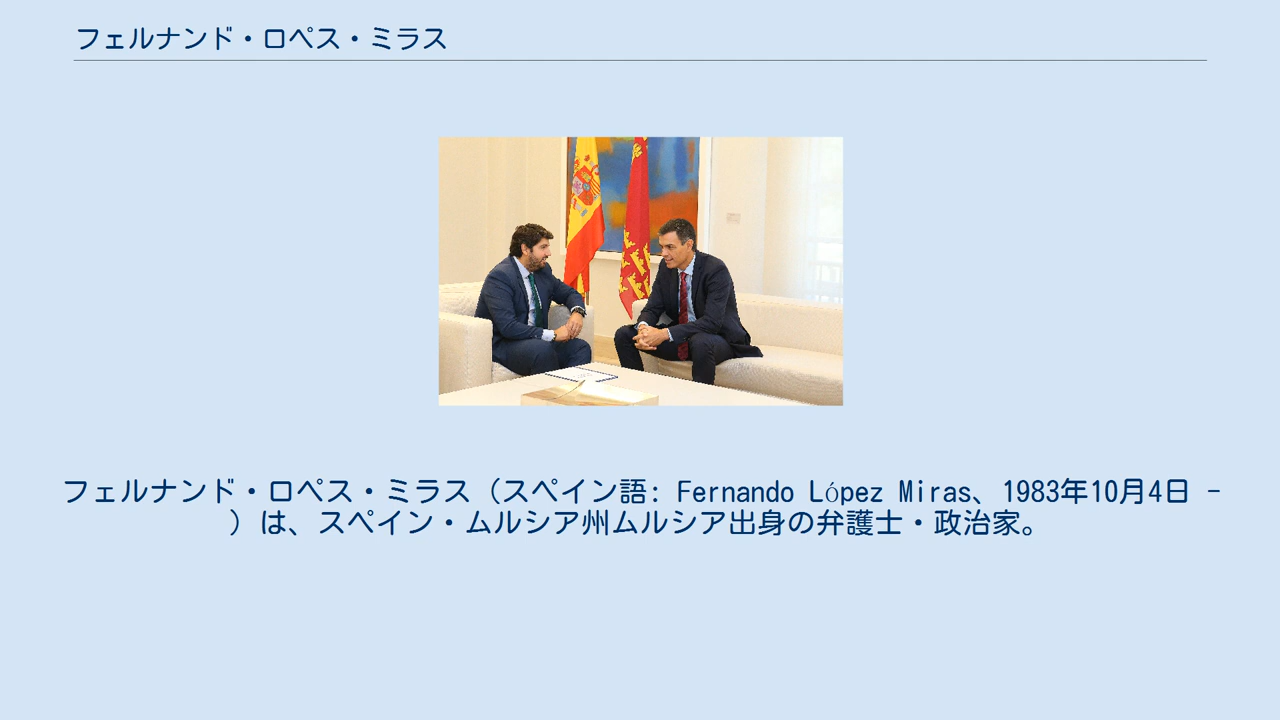 フェルナンド・ロペス・ミラス
フェルナンド・ロペス・ミラス（スペイン語: Fernando López Miras、1983年10月4日 -
）は、スペイン・ムルシア州ムルシア出身の弁護士・政治家。